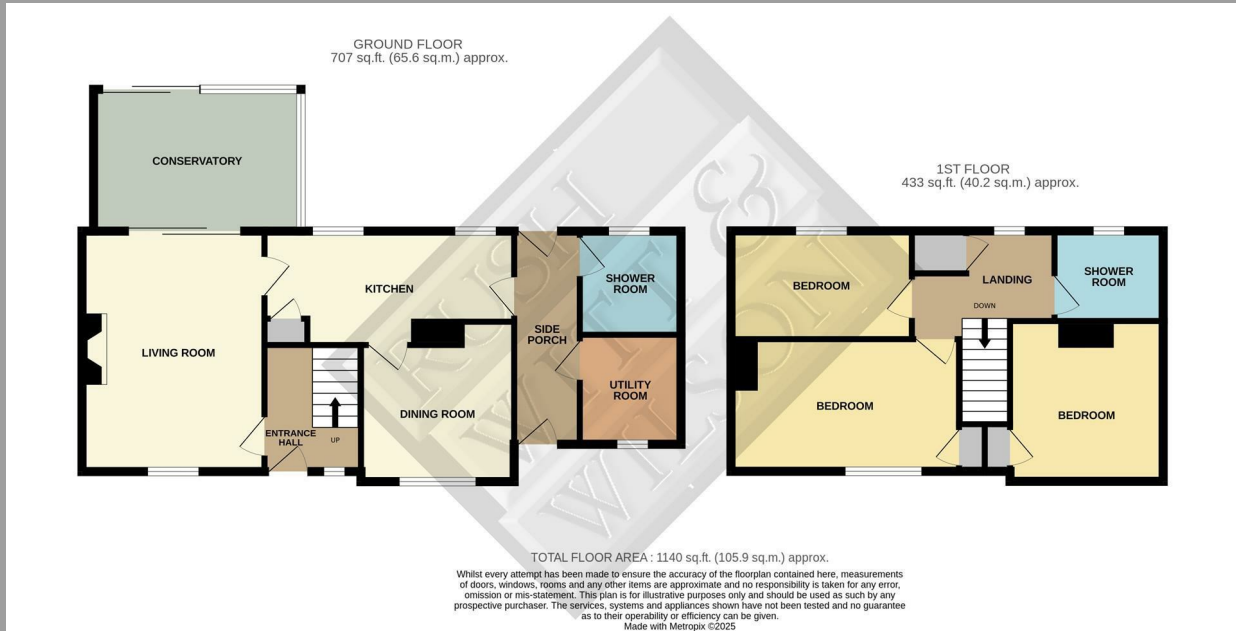 GROUND FLOOR
707 sq.ft. (65.6 sq.m.) approx.
CONSERVATORY
LIVING ROOM
KITCHEN
ENTRANCE
HALL
UP
DINING ROOM
SIDE
PORCH
SHOWER
ROOM
UTILITY
ROOM
1ST FLOOR
433 sq.ft. (40.2 sq.m.) approx.
BEDROOM
LANDING
DOWN
SHOWER
ROOM
BEDROOM
BEDROOM
RUSH
WITT &
WILSON
TOTAL FLOOR AREA : 1140 sq.ft. (105.9 sq.m.) approx.
Whilst every attempt has been made to ensure the accuracy of the floorplan contained here, measurements
of doors, windows, rooms and any other items are approximate and no responsibility is taken for any error,
omission or mis-statement. This plan is for illustrative purposes only and should be used as such by any
prospective purchaser. The services, systems and appliances shown have not been tested and no guarantee
as to their operability or efficiency can be given.
Made with Metropix ©2025